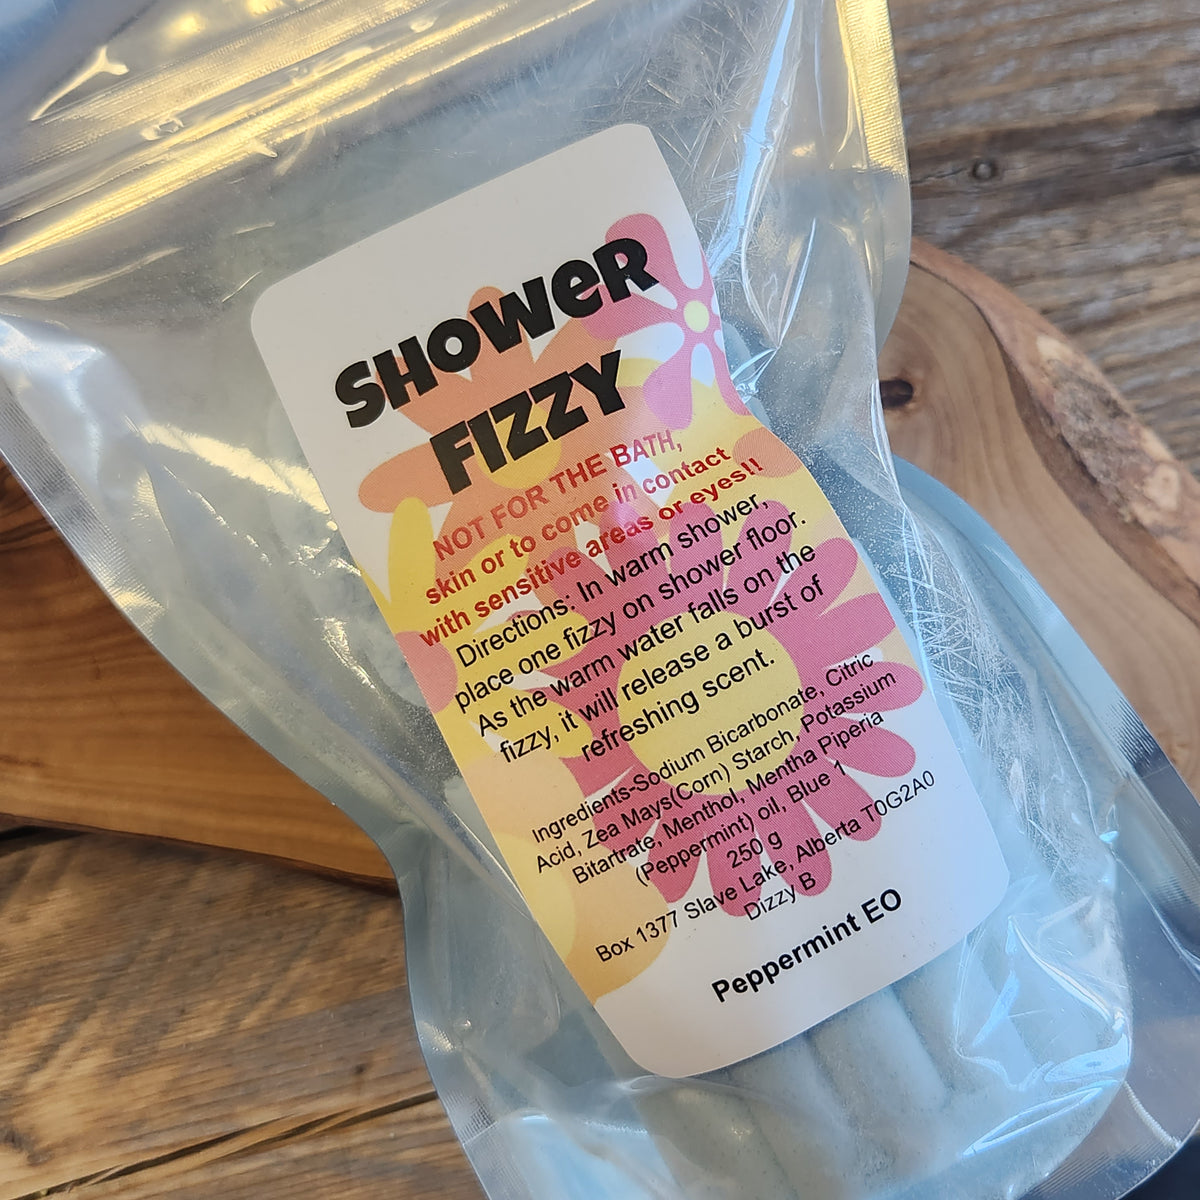 SHOWER
FIZZY
NOT FOR THE BATH,
skin or to come in contact
with sensitive areas or eyes!!
Directions: In warm shower,
place one fizzy on shower floor.
As the warm water falls on the
fizzy, it will release a burst of
refreshing scent.
Ingredients-Sodium Bicarbonate, Citric
Acid, Zea Mays(Corn) Starch, Potassium
Bitartrate, Menthol, Mentha Piperia
(Peppermint) oil, Blue 1
250 g
Box 1377 Slave Lake, Alberta T0G2A0
Dizzy B
Peppermint EO